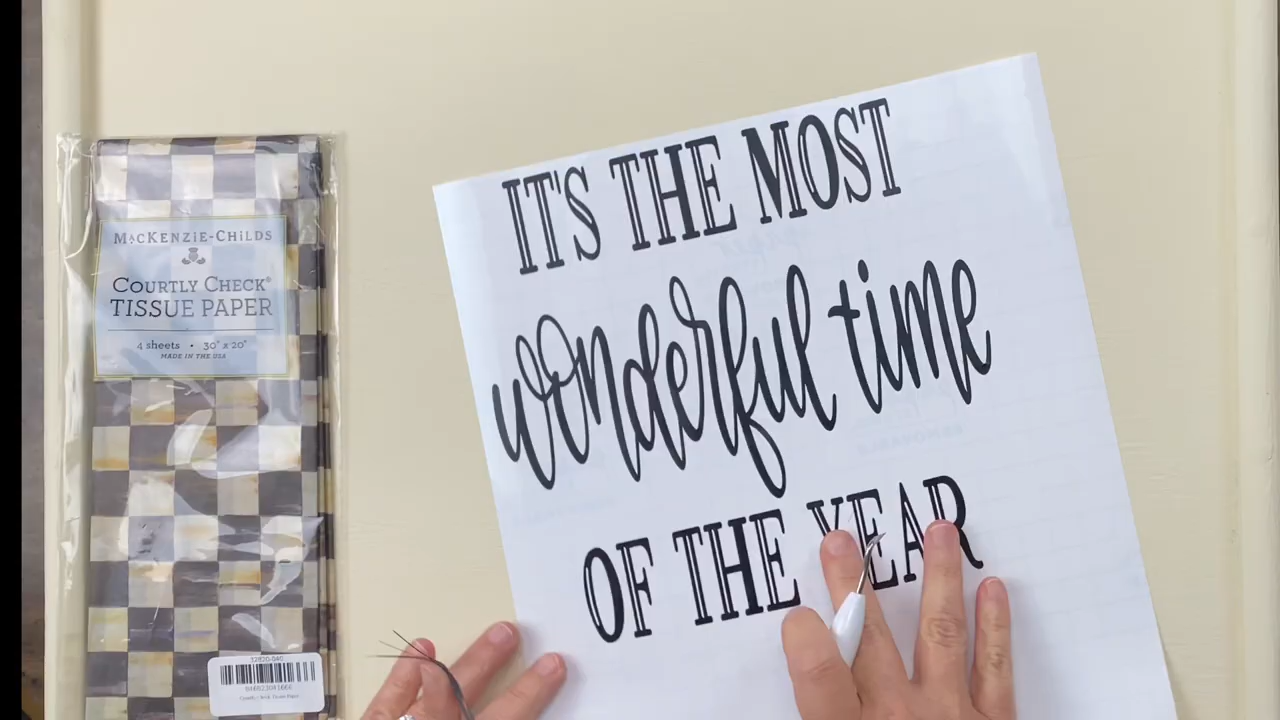 MACKENZIE-CHILDS
COURTLY CHECK®
TISSUE PAPER
4 sheets • 30" x 20"
MADE IN THE USA
IT'S THE MOST
wonderful time
OF THE YEAR